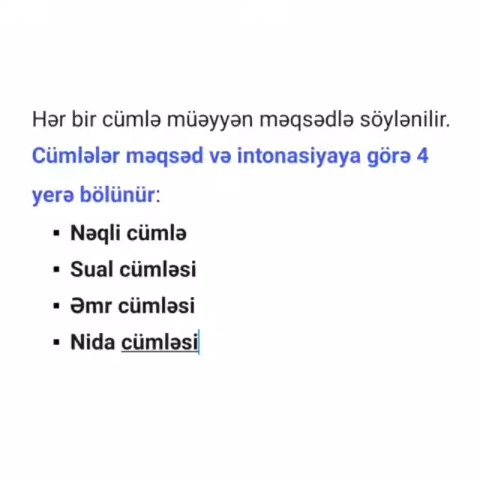 Hər bir cümlə müəyyən məqsədlə söylənilir.
Cümlələr məqsəd və intonasiyaya görə 4
yerə bölünür:
▪ Nəqli cümlə
▪ Sual cümləsi
▪ Əmr cümləsi
▪ Nida cümləsi